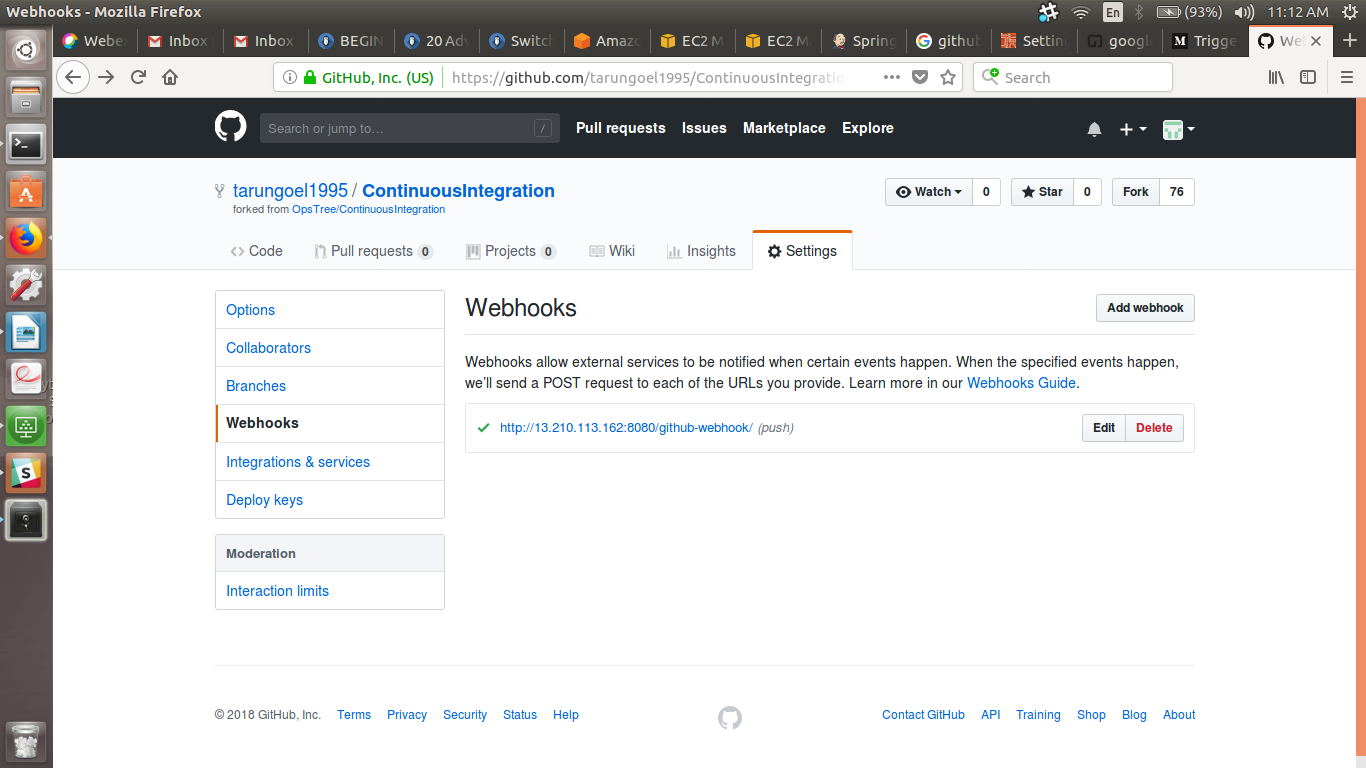 Webhooks - Mozilla Firefox
En (93%) 11:12 AM
Webex Inbox Inbox BEGIN 20 Adv Switch Amazo EC2 M EC2 M Spring github Settin google Trigge We
GitHub, Inc. (US) https://github.com/tarungoel1995/ContinuousIntegratio Search
Search or jump to... / Pull requests Issues Marketplace Explore
tarungoel1995 / ContinuousIntegration
forked from OpsTree/ContinuousIntegration
Watch 0 Star 0 Fork 76
Code Pull requests 0 Projects 0 Wiki Insights Settings
Options
Collaborators
Branches
Webhooks
Integrations & services
Deploy keys
Moderation
Interaction limits
Webhooks
Add webhook
Webhooks allow external services to be notified when certain events happen. When the specified events happen,
we'll send a POST request to each of the URLs you provide. Learn more in our Webhooks Guide.
http://13.210.113.162:8080/github-webhook/ (push) Edit Delete
© 2018 GitHub, Inc. Terms Privacy Security Status Help Contact GitHub API Training Shop Blog About